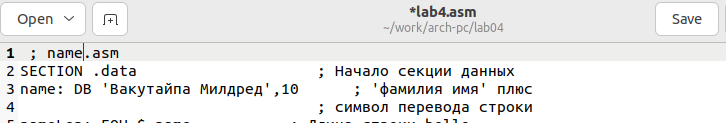 Open *lab4.asm Save
~/work/arch-pc/lab04
1 ; name.asm
2 SECTION .data ; Начало секции данных
3 name: DB 'Вакутайпа Милдред',10 ; 'фамилия имя' плюс
4 ; символ перевода строки